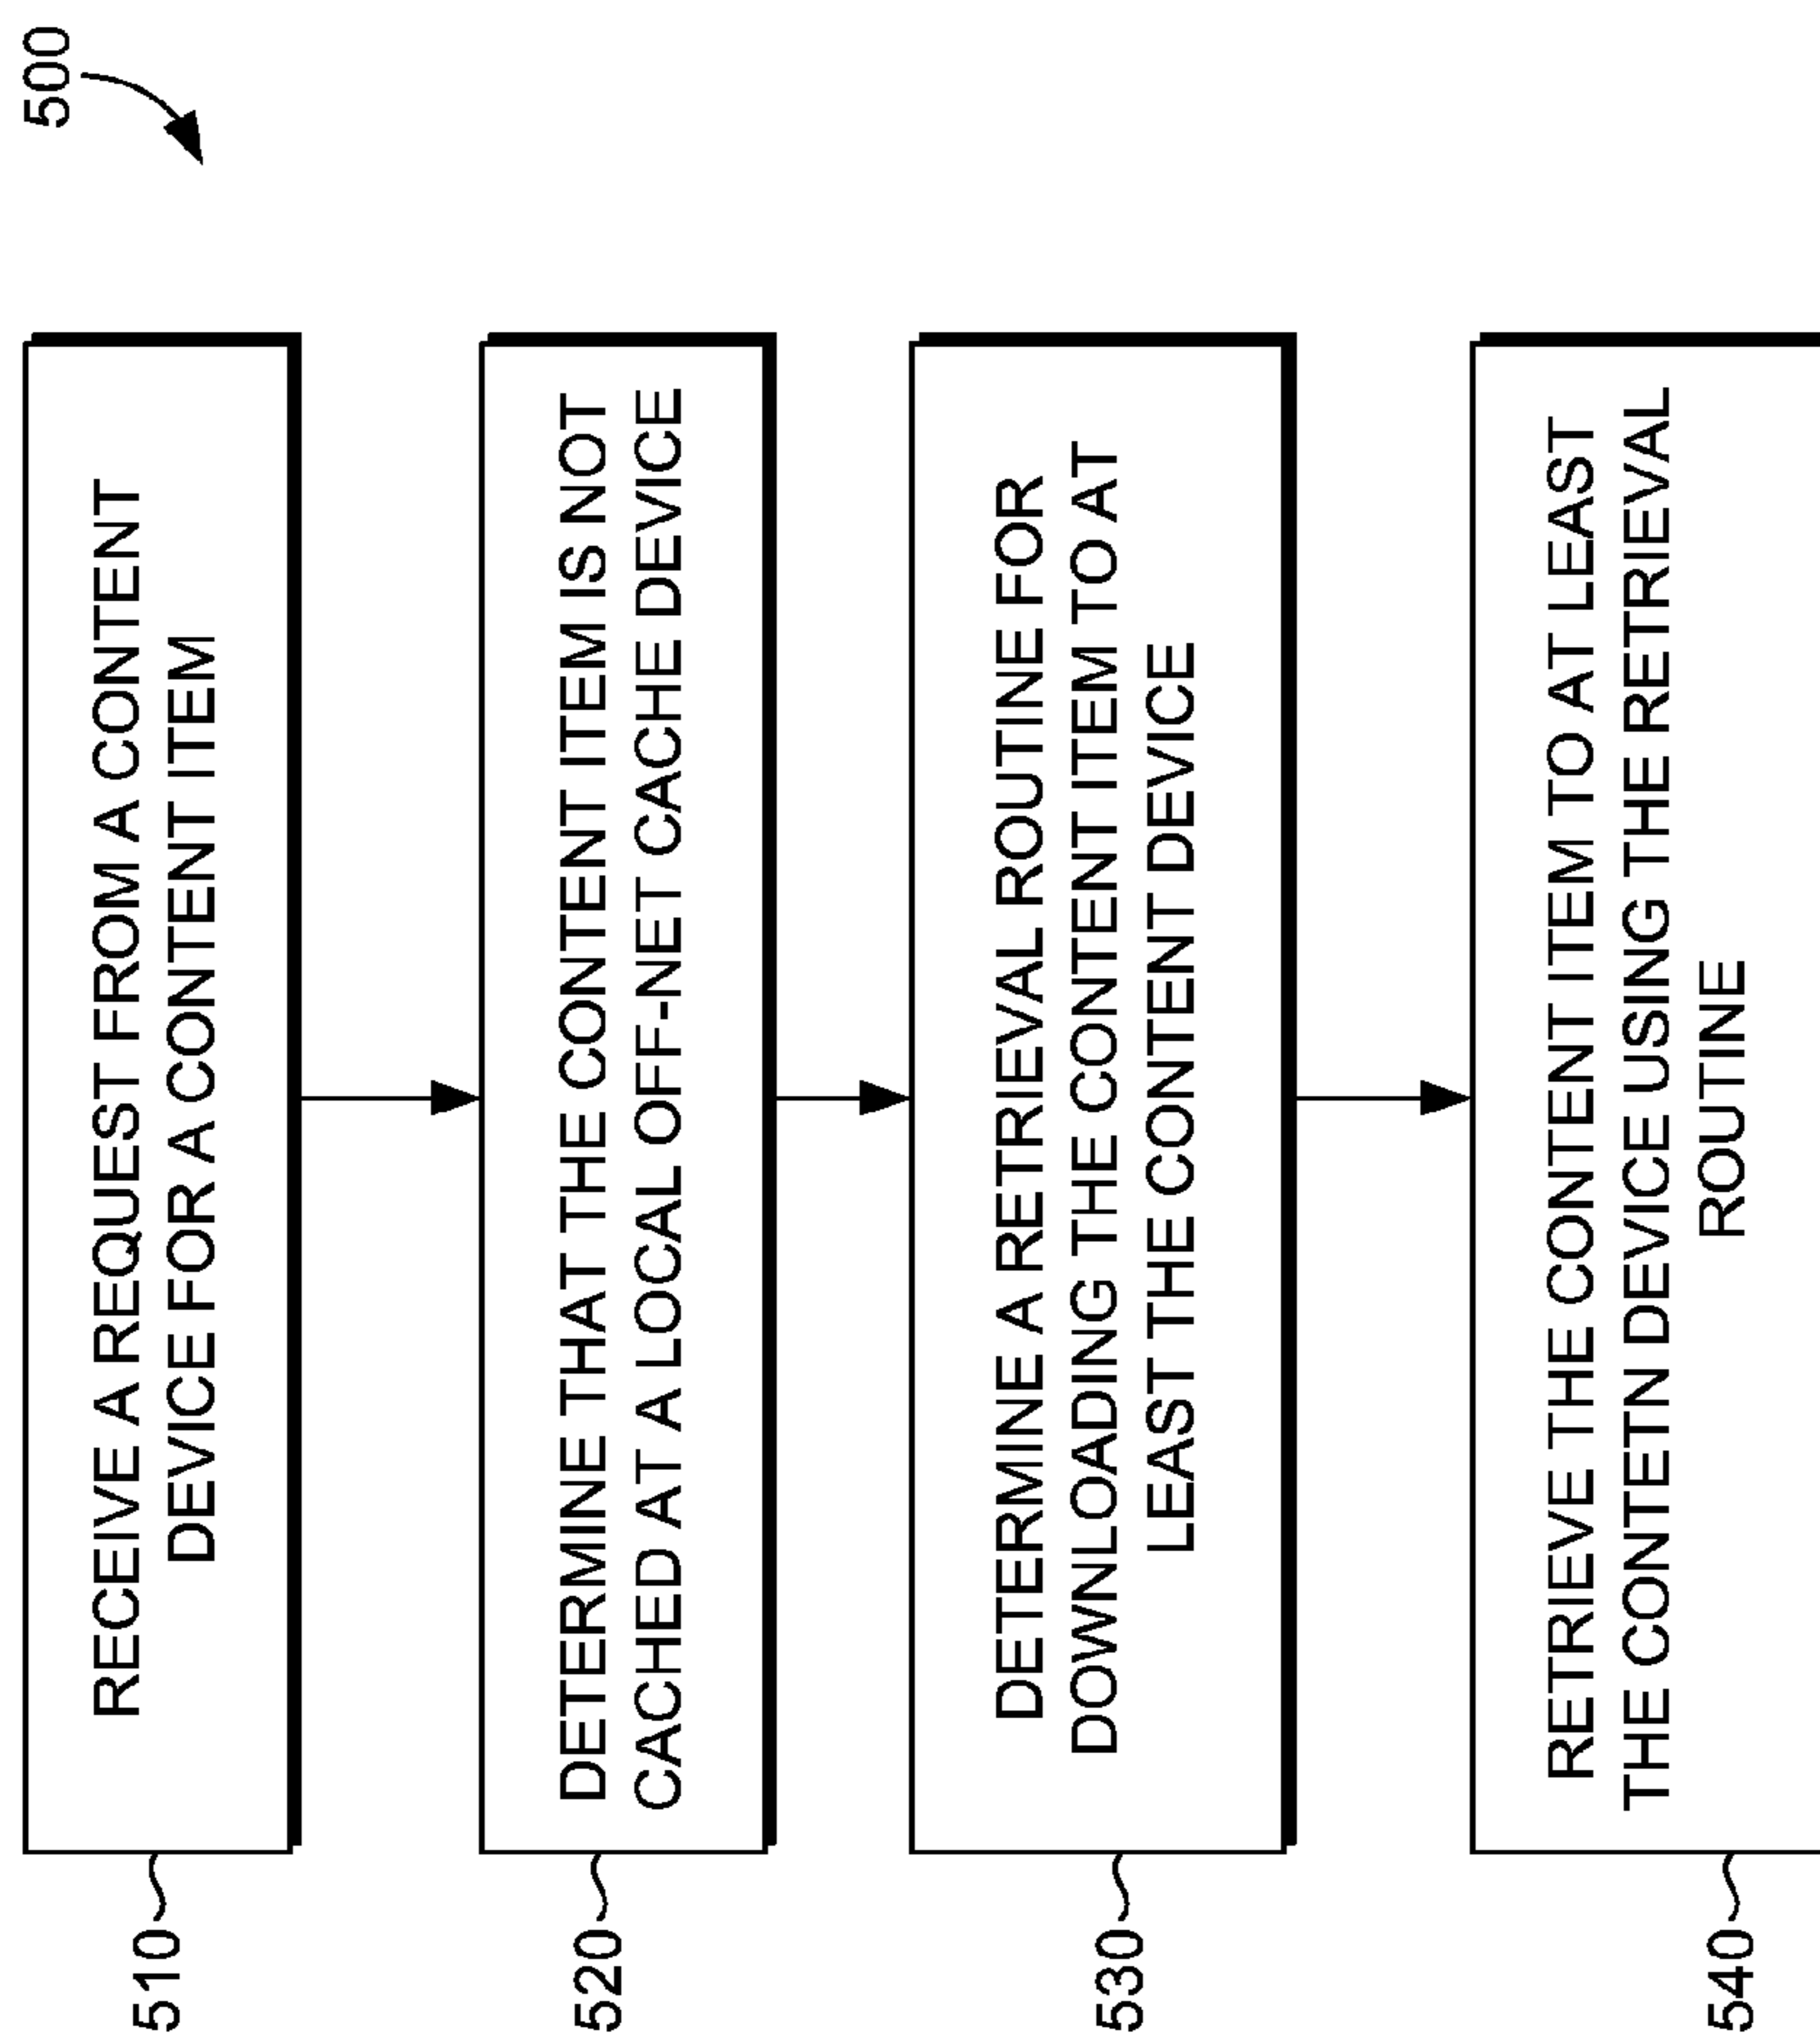 500
510
RECEIVE A REQUEST FROM A CONTENT
DEVICE FOR A CONTENT ITEM
520
DETERMINE THAT THE CONTENT ITEM IS NOT
CACHED AT A LOCAL OFF-NET CACHE DEVICE
530
DETERMINE A RETRIEVAL ROUTINE FOR
DOWNLOADING THE CONTENT ITEM TO AT
LEAST THE CONTENT DEVICE
540
RETRIEVE THE CONTENT ITEM TO AT LEAST
THE CONTETN DEVICE USING THE RETRIEVAL
ROUTINE